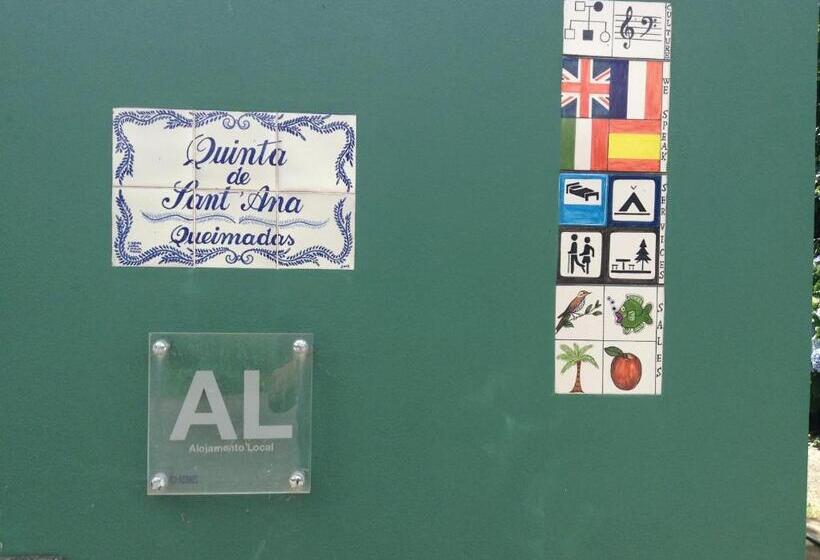 Quinta
de
Sant'Ana
Queimadas
AL
Alojamento Local
CULTURE
WE SPEAK
SERVICES
SALES